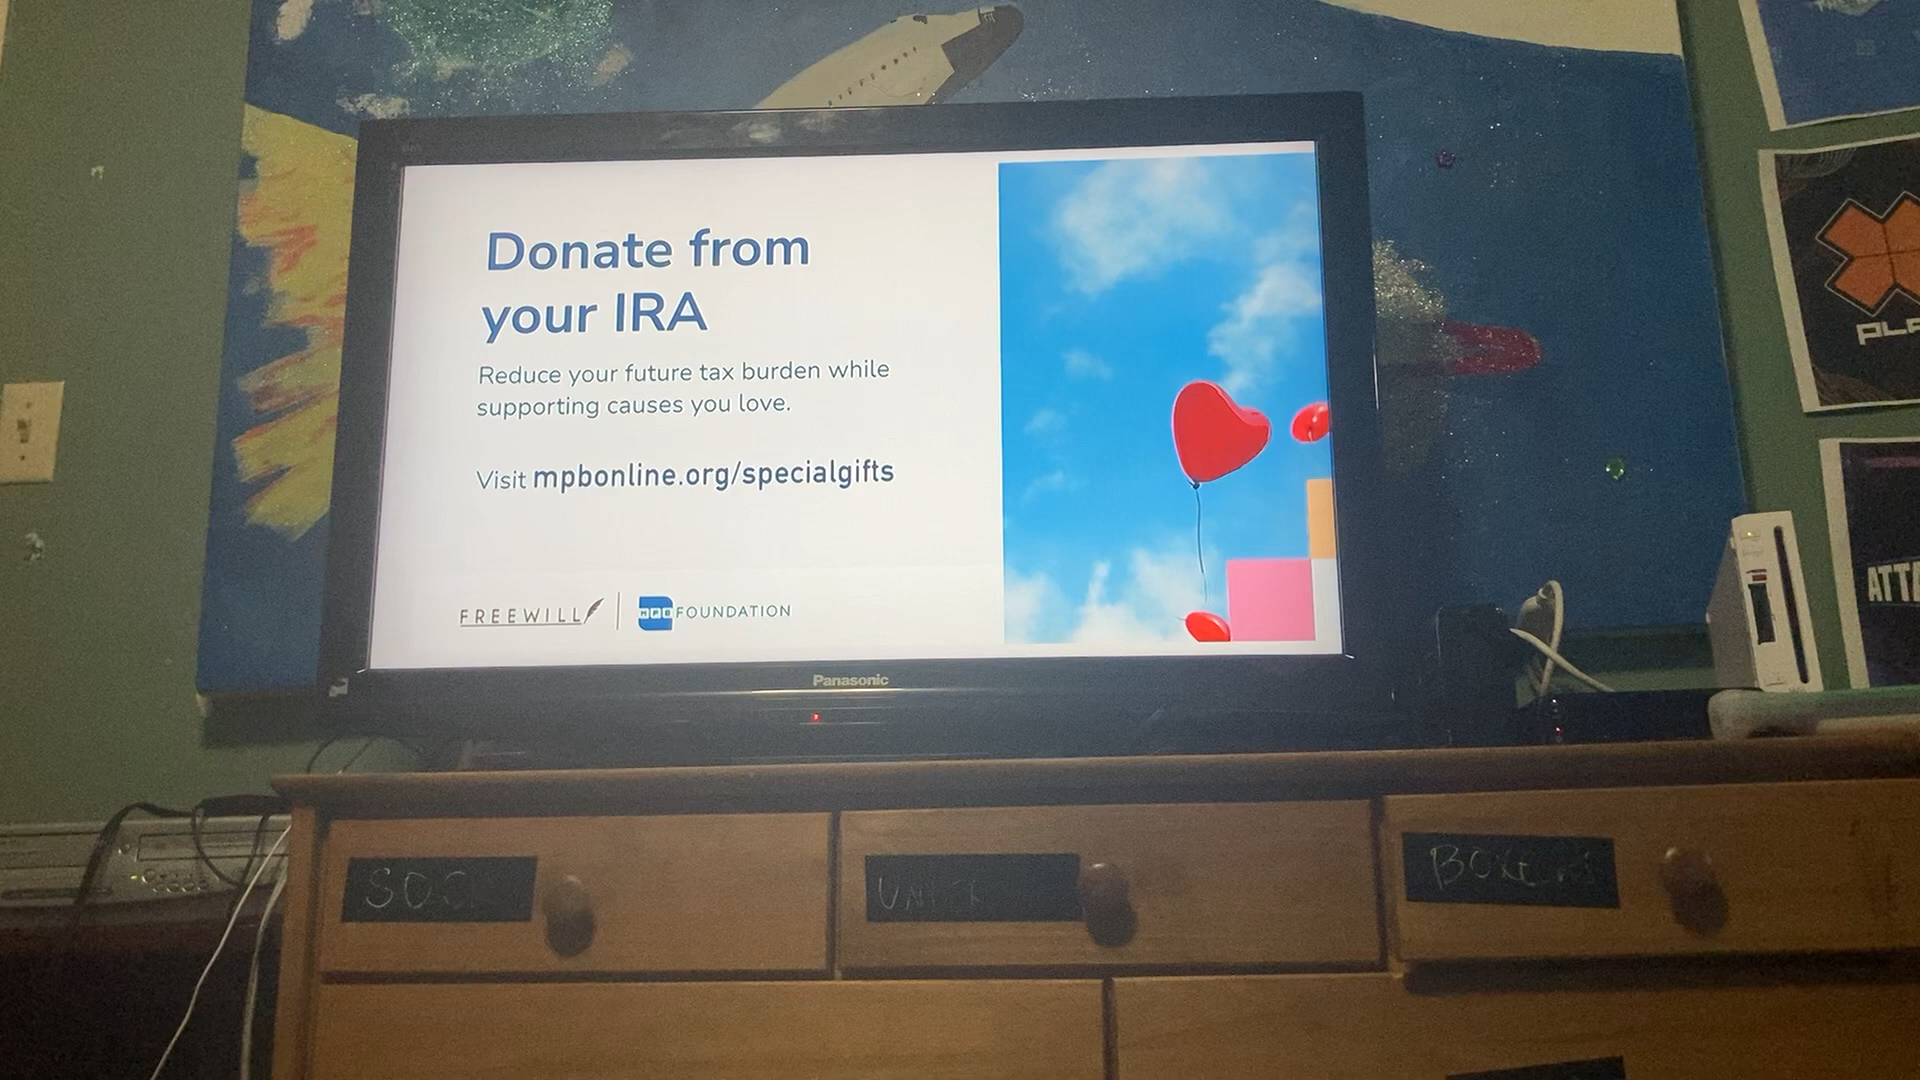 Donate from
your IRA
Reduce your future tax burden while
supporting causes you love.
Visit mpbonline.org/specialgifts
FREEWILL
MPB FOUNDATION
Panasonic